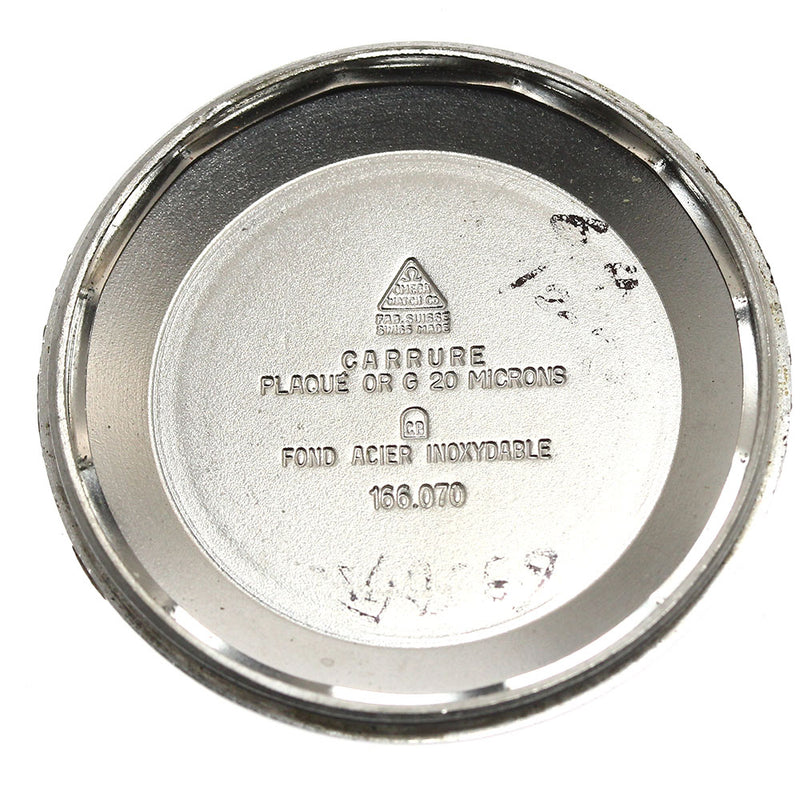 Ω
OMEGA
WATCH Co
FAB. SUISSE
SWISS MADE
CARRURE
PLAQUÉ OR G 20 MICRONS
C.R
FOND ACIER INOXYDABLE
166.070